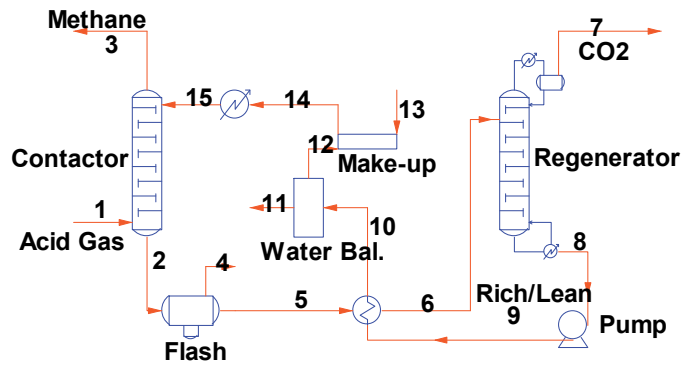 Methane
3
7
CO2
15
14
13
Contactor
12
Make-up
Regenerator
1
11
Acid Gas
Water Bal.
10
2
4
8
5
6
Rich/Lean
9
Pump
Flash